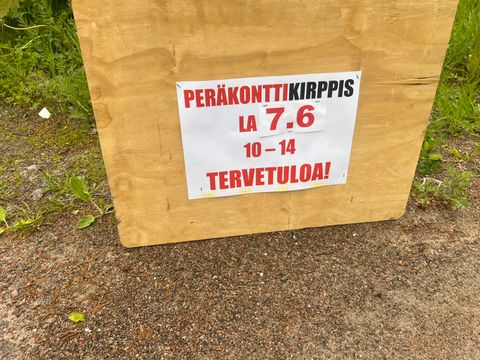 PERÄKONTTIKIRPPIS
LA 7.6
10 – 14
TERVETULOA!